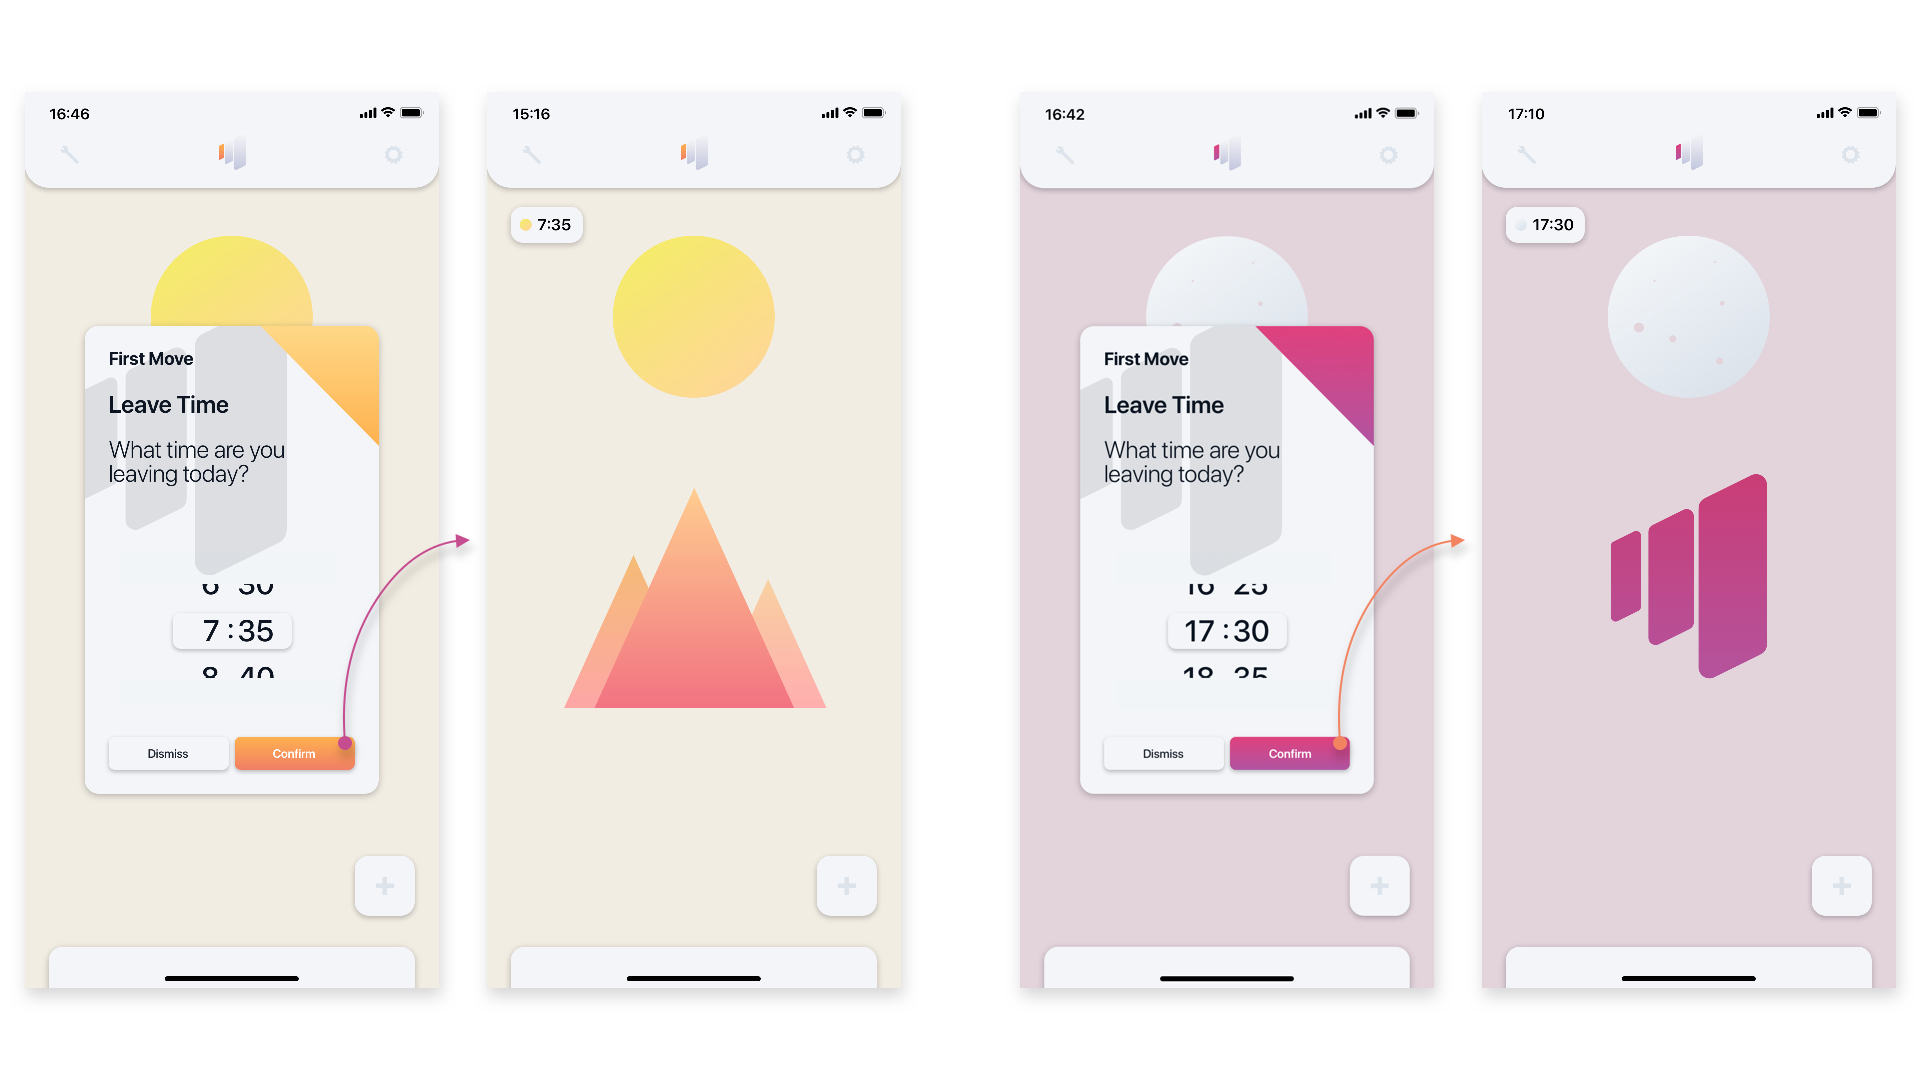 16:46
First Move
Leave Time
What time are you
leaving today?
6 30
7 : 35
8 40
Dismiss
Confirm
15:16
7:35
16:42
First Move
Leave Time
What time are you
leaving today?
16 25
17 : 30
18 35
Dismiss
Confirm
17:10
17:30